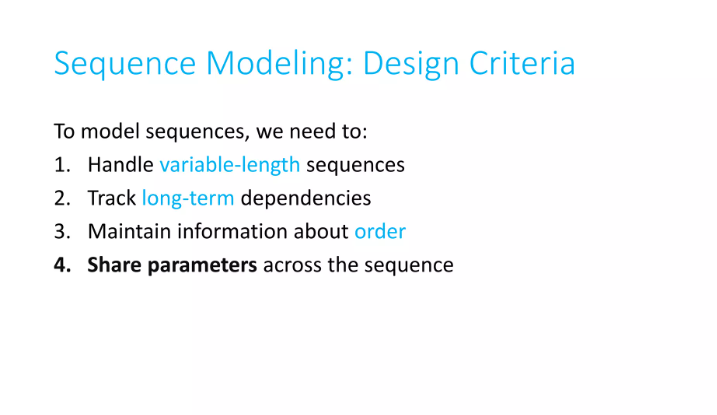 Sequence Modeling: Design Criteria
To model sequences, we need to:
1. Handle variable-length sequences
2. Track long-term dependencies
3. Maintain information about order
4. Share parameters across the sequence